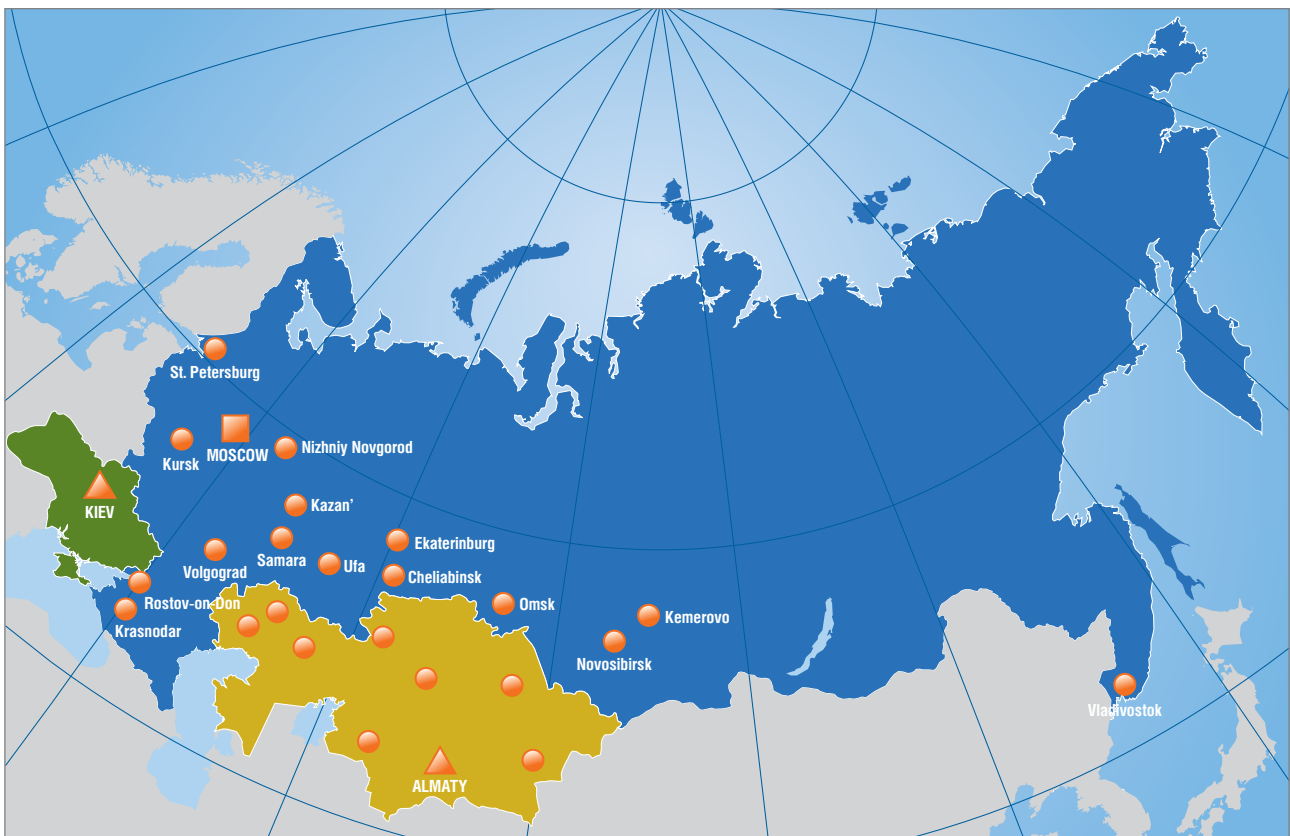 St. Petersburg
MOSCOW
Kursk
Nizhniy Novgorod
KIEV
Kazan'
Ekaterinburg
Samara
Ufa
Volgograd
Cheliabinsk
Rostov-on-Don
Omsk
Krasnodar
Kemerovo
Novosibirsk
Vladivostok
ALMATY